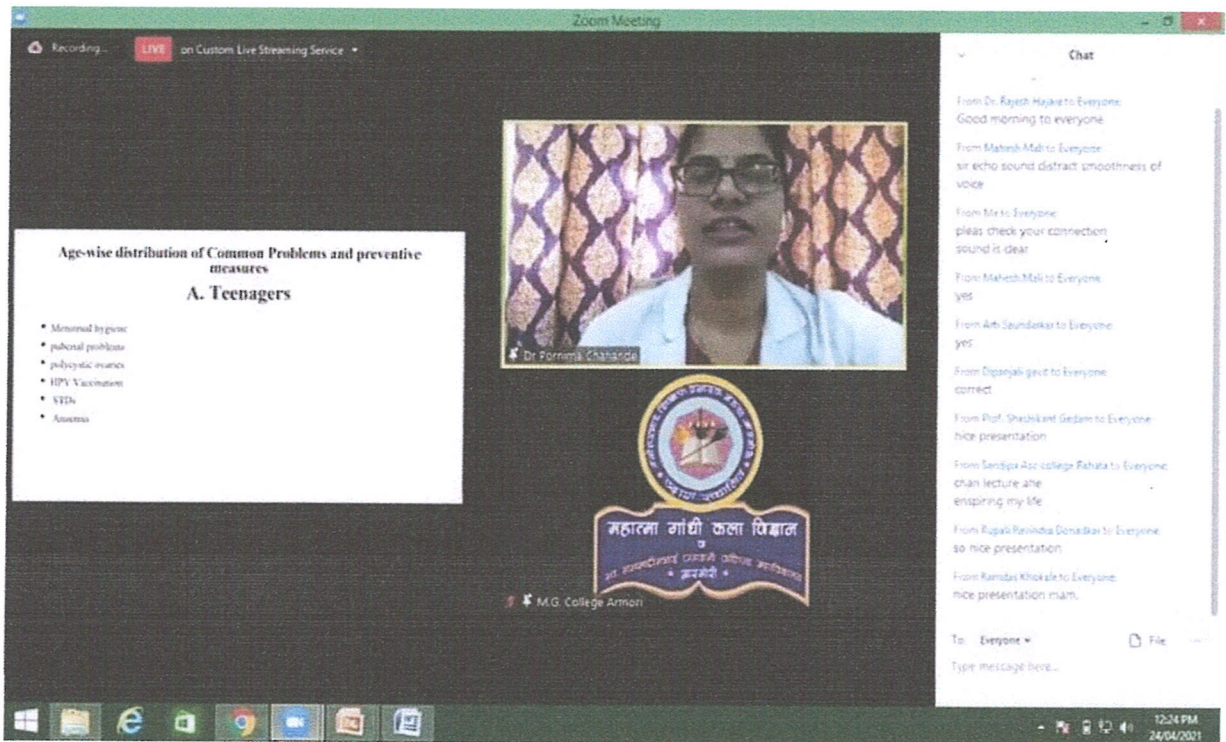 Zoom Meeting
Recording...
LIVE
on Custom Live Streaming Service
Age-wise distribution of Common Problems and preventive
measures
A. Teenagers
• Menstrual hygiene
• pubertal problems
• polycystic ovaries
• HPV Vaccination
• STDs
• Anaemia
Dr Pornima Chahande
महात्मा गांधी कला विज्ञान
व
आरमोरी
M.G. College Armori
Chat
From Dr. Rajesh Hajare to Everyone:
Good morning to everyone
From Mahesh Mali to Everyone:
sir echo sound distract smoothness of
voice
From Me to Everyone:
pleas check your connection
sound is clear
From Mahesh Mali to Everyone:
yes
From Arti Saundarkar to Everyone:
yes
From Dipanjali gavit to Everyone:
correct
From Prof. Shashikant Gedam to Everyone:
nice presentation
From Sandipa Asc college Rahata to Everyone:
chan lecture ahe
enspiring my life
From Rupali Ravindra Donadkar to Everyone:
so nice presentation
From Ramdas Khokale to Everyone:
nice presentation mam,
To: Everyone
File
Type message here...
12:24 PM
24/04/2021